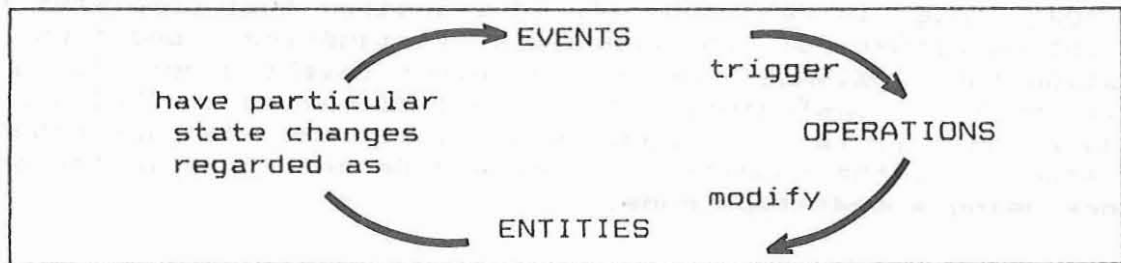 EVENTS
trigger
have particular
state changes
regarded as
OPERATIONS
modify
ENTITIES